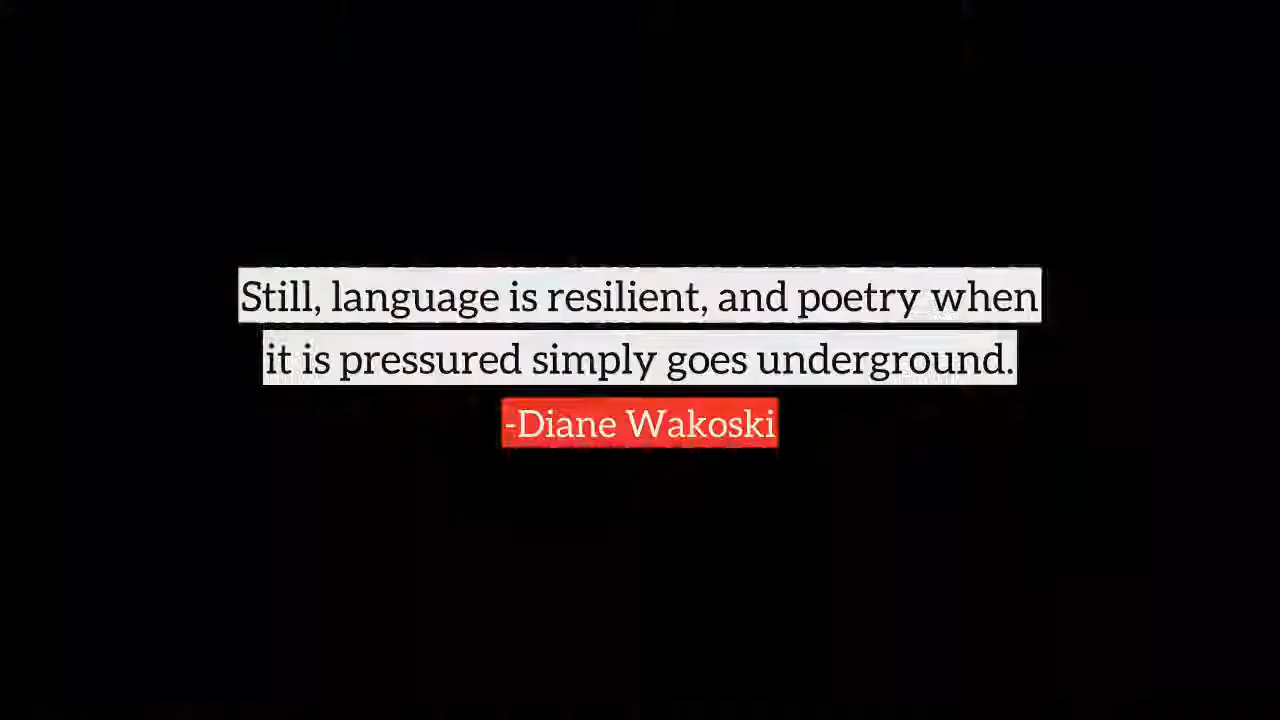 Still, language is resilient, and poetry when
it is pressured simply goes underground.
-Diane Wakoski